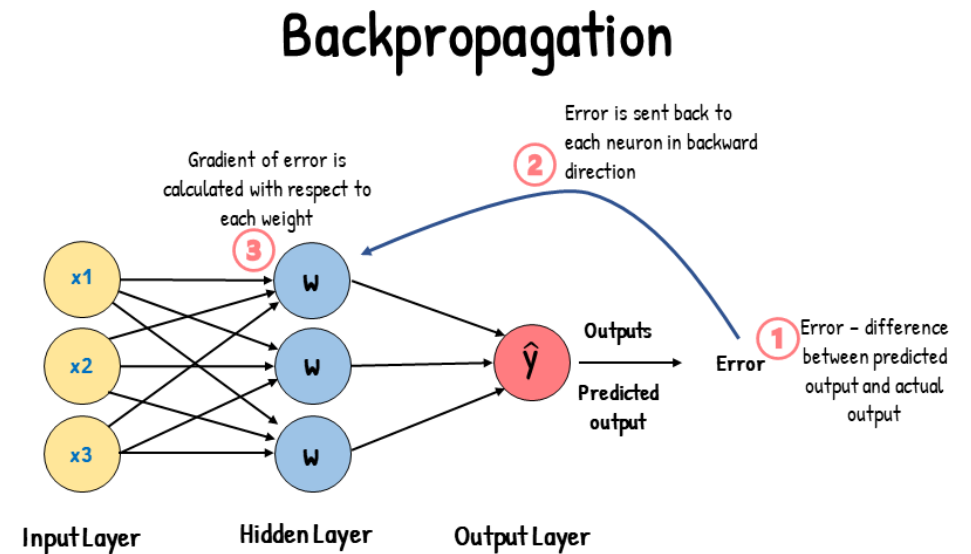 Backpropagation
Error is sent back to
each neuron in backward
direction
2
Gradient of error is
calculated with respect to
each weight
3
x1
w
x2
w
x3
w
ŷ
Outputs
Predicted
output
Error
1
Error - difference
between predicted
output and actual
output
Input Layer
Hidden Layer
Output Layer